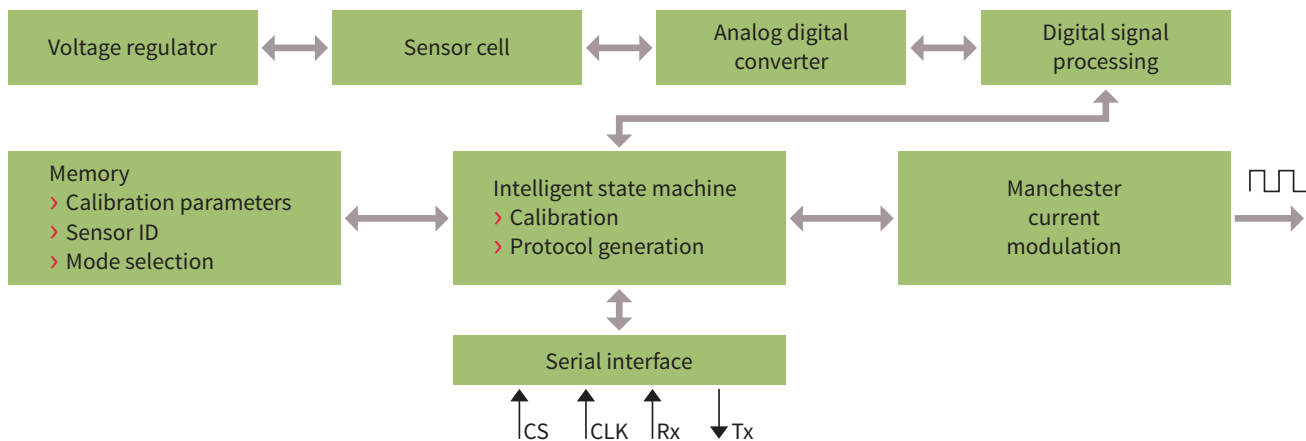 Voltage regulator
Sensor cell
Analog digital
converter
Digital signal
processing
Memory
› Calibration parameters
› Sensor ID
› Mode selection
Intelligent state machine
› Calibration
› Protocol generation
Manchester
current
modulation
Serial interface
CS
CLK
Rx
Tx